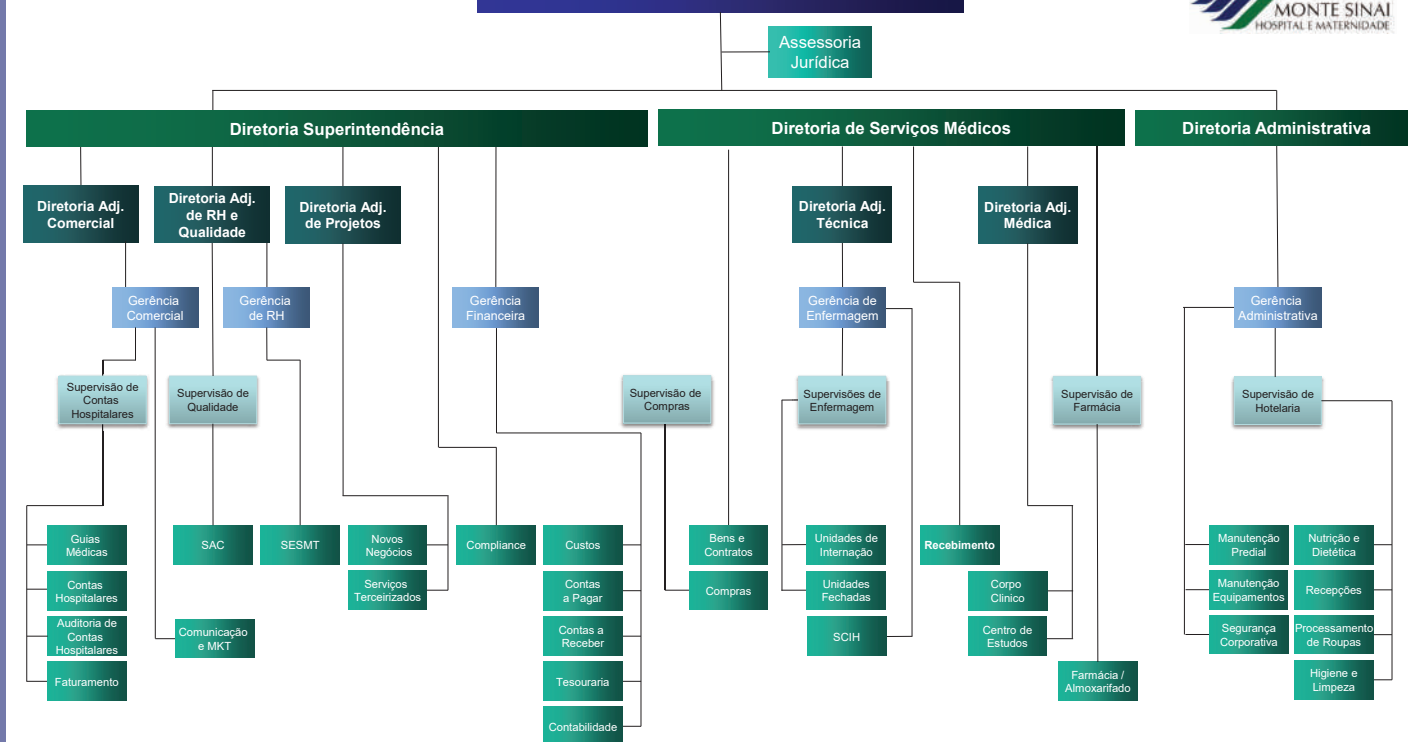 MONTE SINAI
HOSPITAL E MATERNIDADE
Assessoria
Jurídica
Diretoria Superintendência
Diretoria de Serviços Médicos
Diretoria Administrativa
Diretoria Adj.
Comercial
Diretoria Adj.
de RH e
Qualidade
Diretoria Adj.
de Projetos
Diretoria Adj.
Técnica
Diretoria Adj.
Médica
Gerência
Comercial
Gerência
de RH
Gerência
Financeira
Gerência de
Enfermagem
Gerência
Administrativa
Supervisão de
Contas
Hospitalares
Supervisão de
Qualidade
Supervisão de
Compras
Supervisões de
Enfermagem
Supervisão de
Farmácia
Supervisão de
Hotelaria
Guias
Médicas
SAC
SESMT
Novos
Negócios
Compliance
Custos
Bens e
Contratos
Unidades de
Internação
Recebimento
Manutenção
Predial
Nutrição e
Dietética
Contas
Hospitalares
Serviços
Terceirizados
Contas
a Pagar
Compras
Unidades
Fechadas
Corpo
Clinico
Manutenção
Equipamentos
Recepções
Auditoria de
Contas
Hospitalares
Comunicação
e MKT
Contas a
Receber
SCIH
Centro de
Estudos
Segurança
Corporativa
Processamento
de Roupas
Faturamento
Tesouraria
Farmácia /
Almoxarifado
Higiene e
Limpeza
Contabilidade